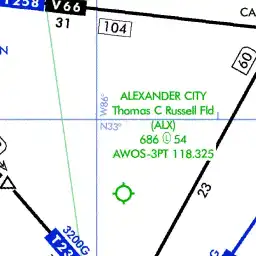 T258 V66
CA
31
104
60
N
ALEXANDER CITY
Thomas C Russell Fld
(ALX)
686 Ⓛ 54
AWOS-3PT 118.325
W86°
N33°
23
3200G
T23
G